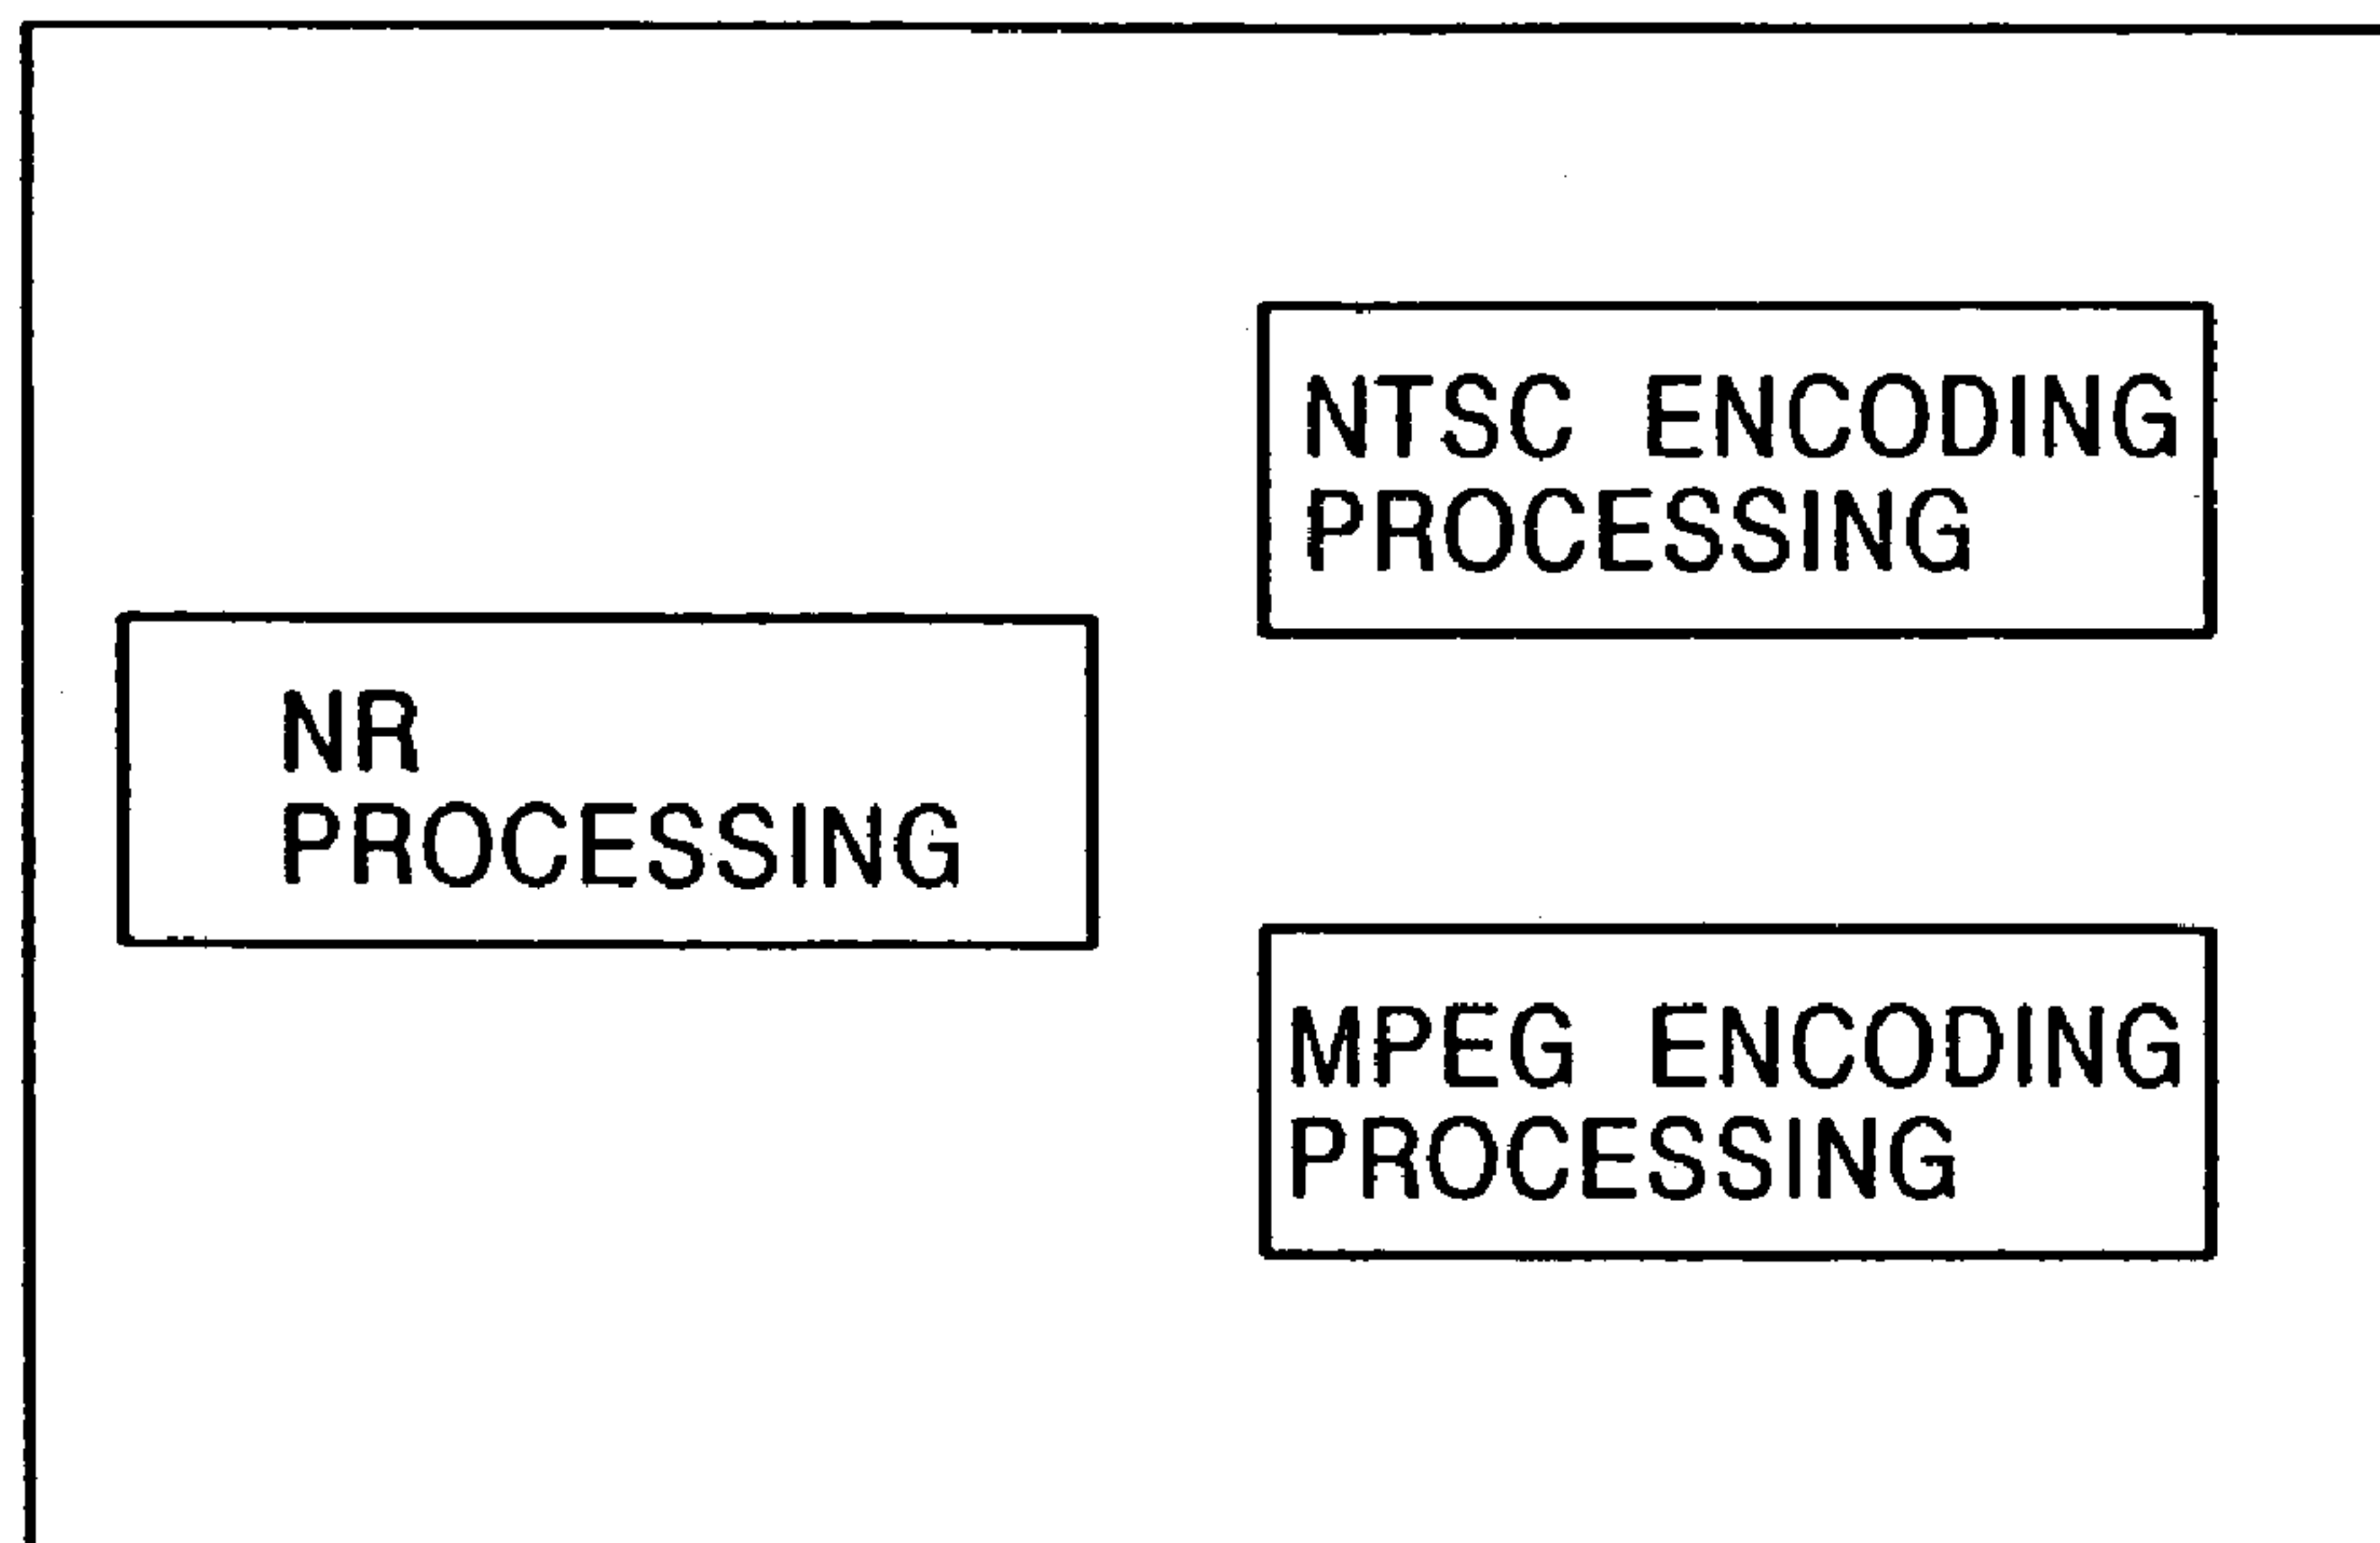 NTSC ENCODING
PROCESSING
NR
PROCESSING
MPEG ENCODING
PROCESSING